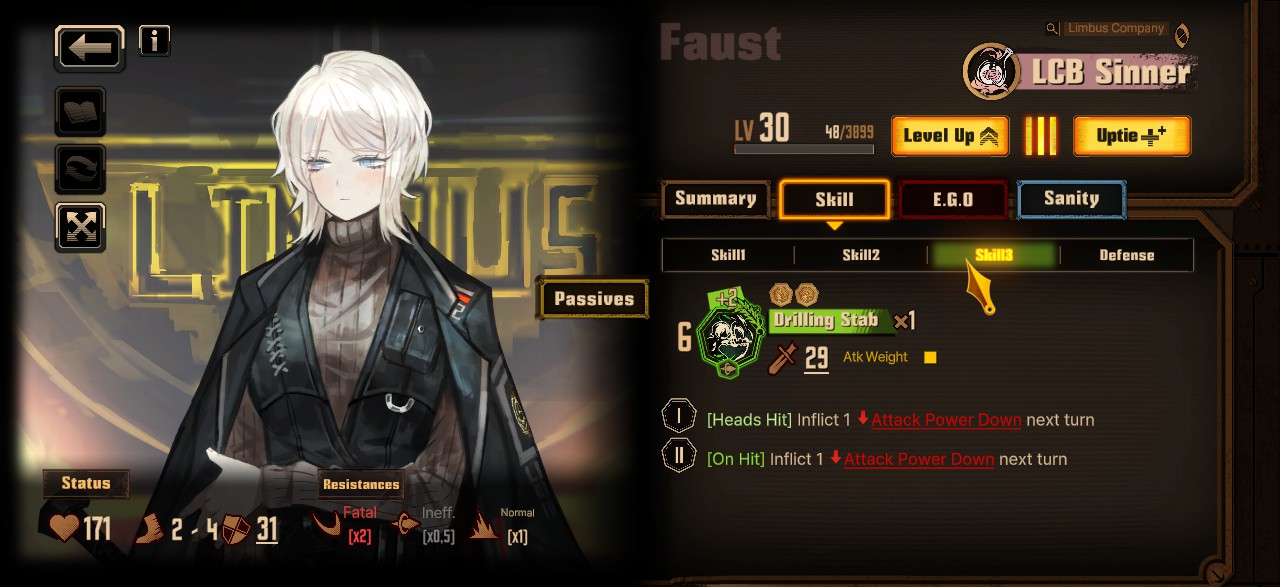 i
Faust
Limbus Company
LCB Sinner
LV 30
48/3099
Level Up
Uptie
Summary
Skill
E.G.O
Sanity
Skill1
Skill2
Skill3
Defense
LIMBUS
Passives
+2
6
Drilling Stab ×1
29
Atk Weight
I
[Heads Hit] Inflict 1 Attack Power Down next turn
II
[On Hit] Inflict 1 Attack Power Down next turn
Status
Resistances
171
2 - 4
31
Fatal
[x2]
Ineff.
[x0.5]
Normal
[x1]